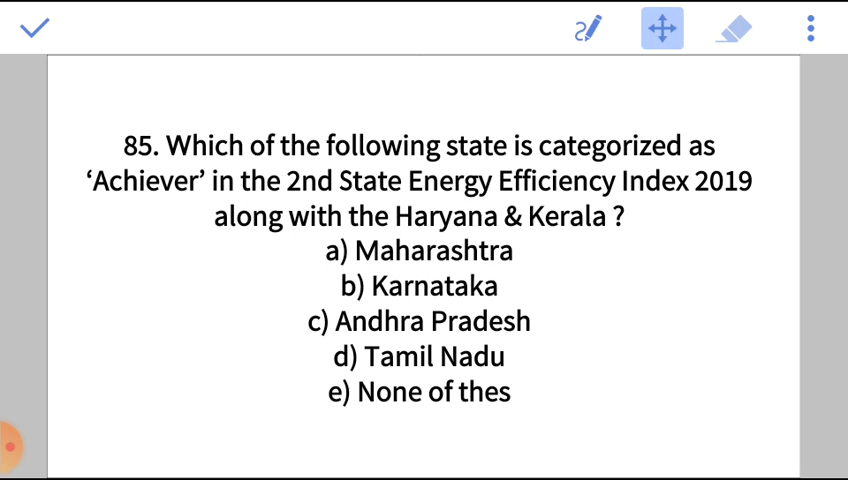 85. Which of the following state is categorized as
‘Achiever’ in the 2nd State Energy Efficiency Index 2019
along with the Haryana & Kerala ?
a) Maharashtra
b) Karnataka
c) Andhra Pradesh
d) Tamil Nadu
e) None of thes